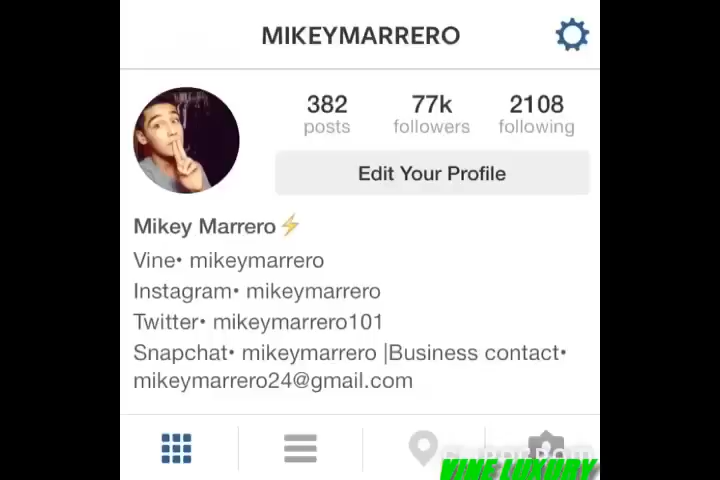 MIKEYMARRERO
382 77k 2108
posts followers following
Edit Your Profile
Mikey Marrero⚡
Vine• mikeymarrero
Instagram• mikeymarrero
Twitter• mikeymarrero101
Snapchat• mikeymarrero |Business contact•
mikeymarrero24@gmail.com
VINE LUXURY